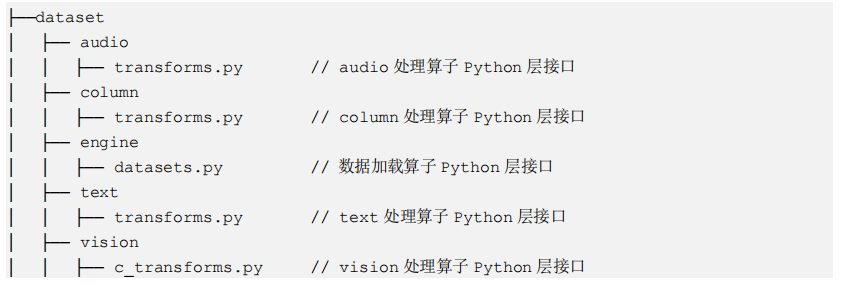 ├──dataset
│   ├── audio
│   │   ├── transforms.py       // audio 处理算子 Python 层接口
│   ├── column
│   │   ├── transforms.py       // column 处理算子 Python 层接口
│   ├── engine
│   │   ├── datasets.py         // 数据加载算子 Python 层接口
│   ├── text
│   │   ├── transforms.py       // text 处理算子 Python 层接口
│   ├── vision
│   │   ├── c_transforms.py     // vision 处理算子 Python 层接口